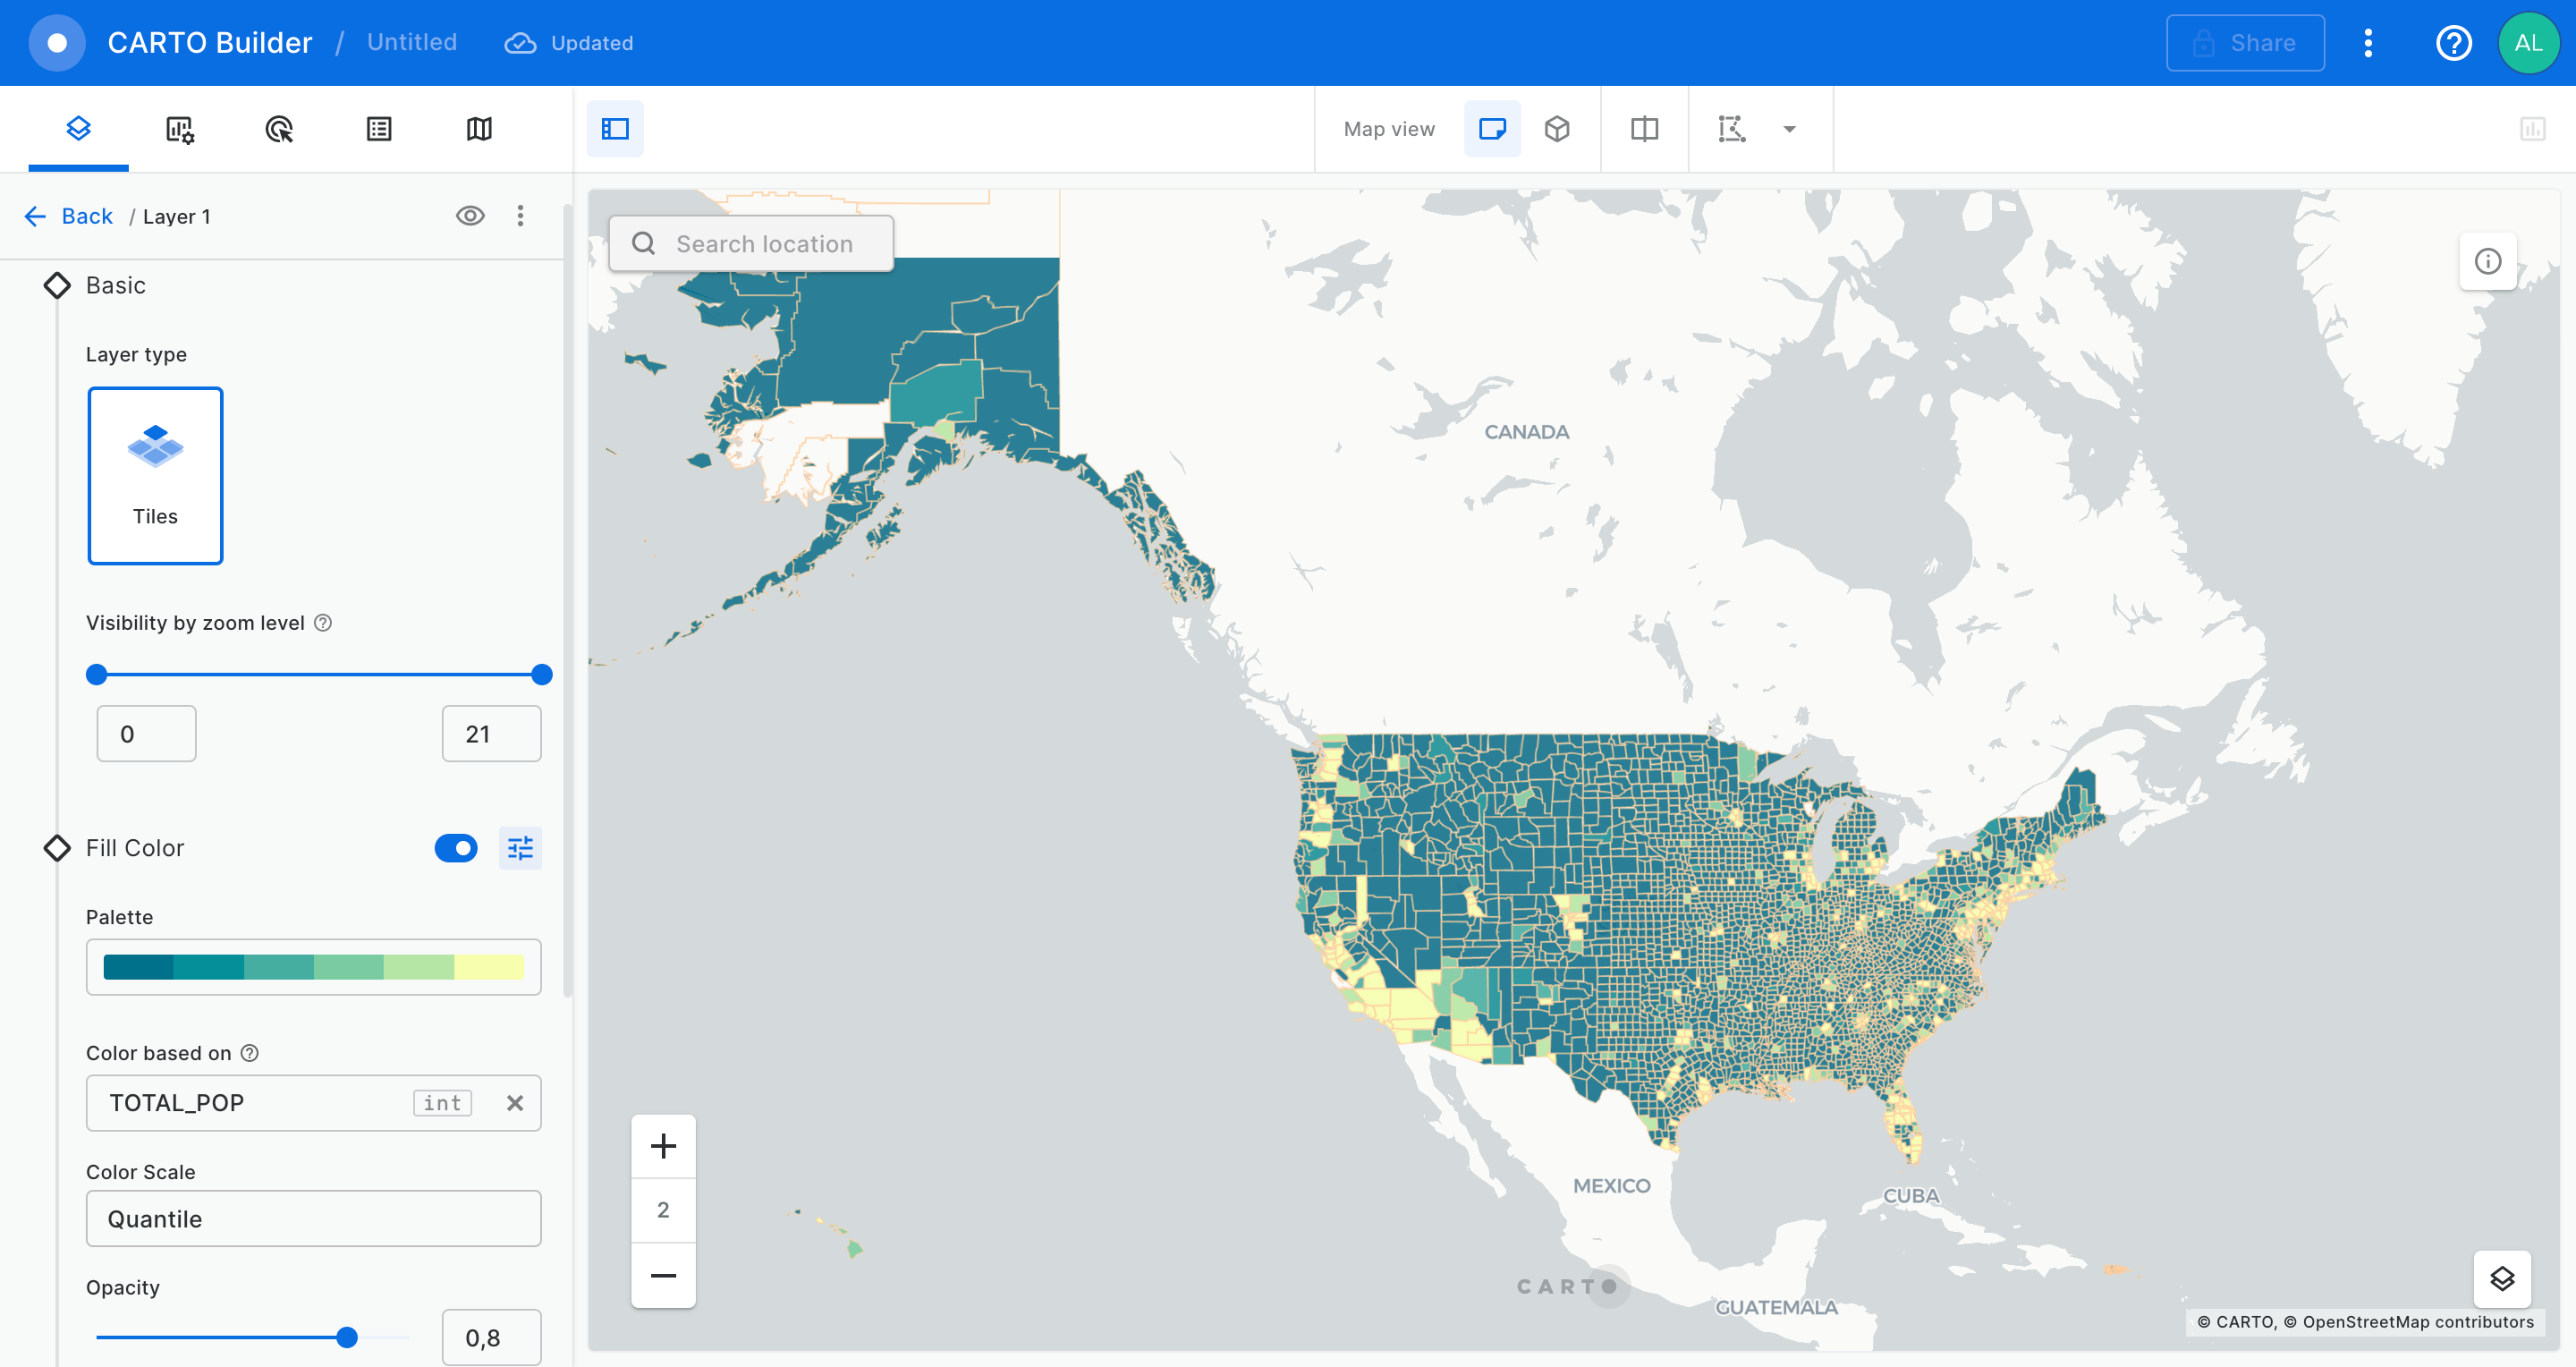 CARTO Builder / Untitled Updated
Share
AL
Map view
Back / Layer 1
Search location
Basic
Layer type
Tiles
Visibility by zoom level
0
21
Fill Color
Palette
Color based on
TOTAL_POP int
Color Scale
Quantile
Opacity
0,8
CANADA
MEXICO
CUBA
GUATEMALA
2
CARTO
© CARTO, © OpenStreetMap contributors